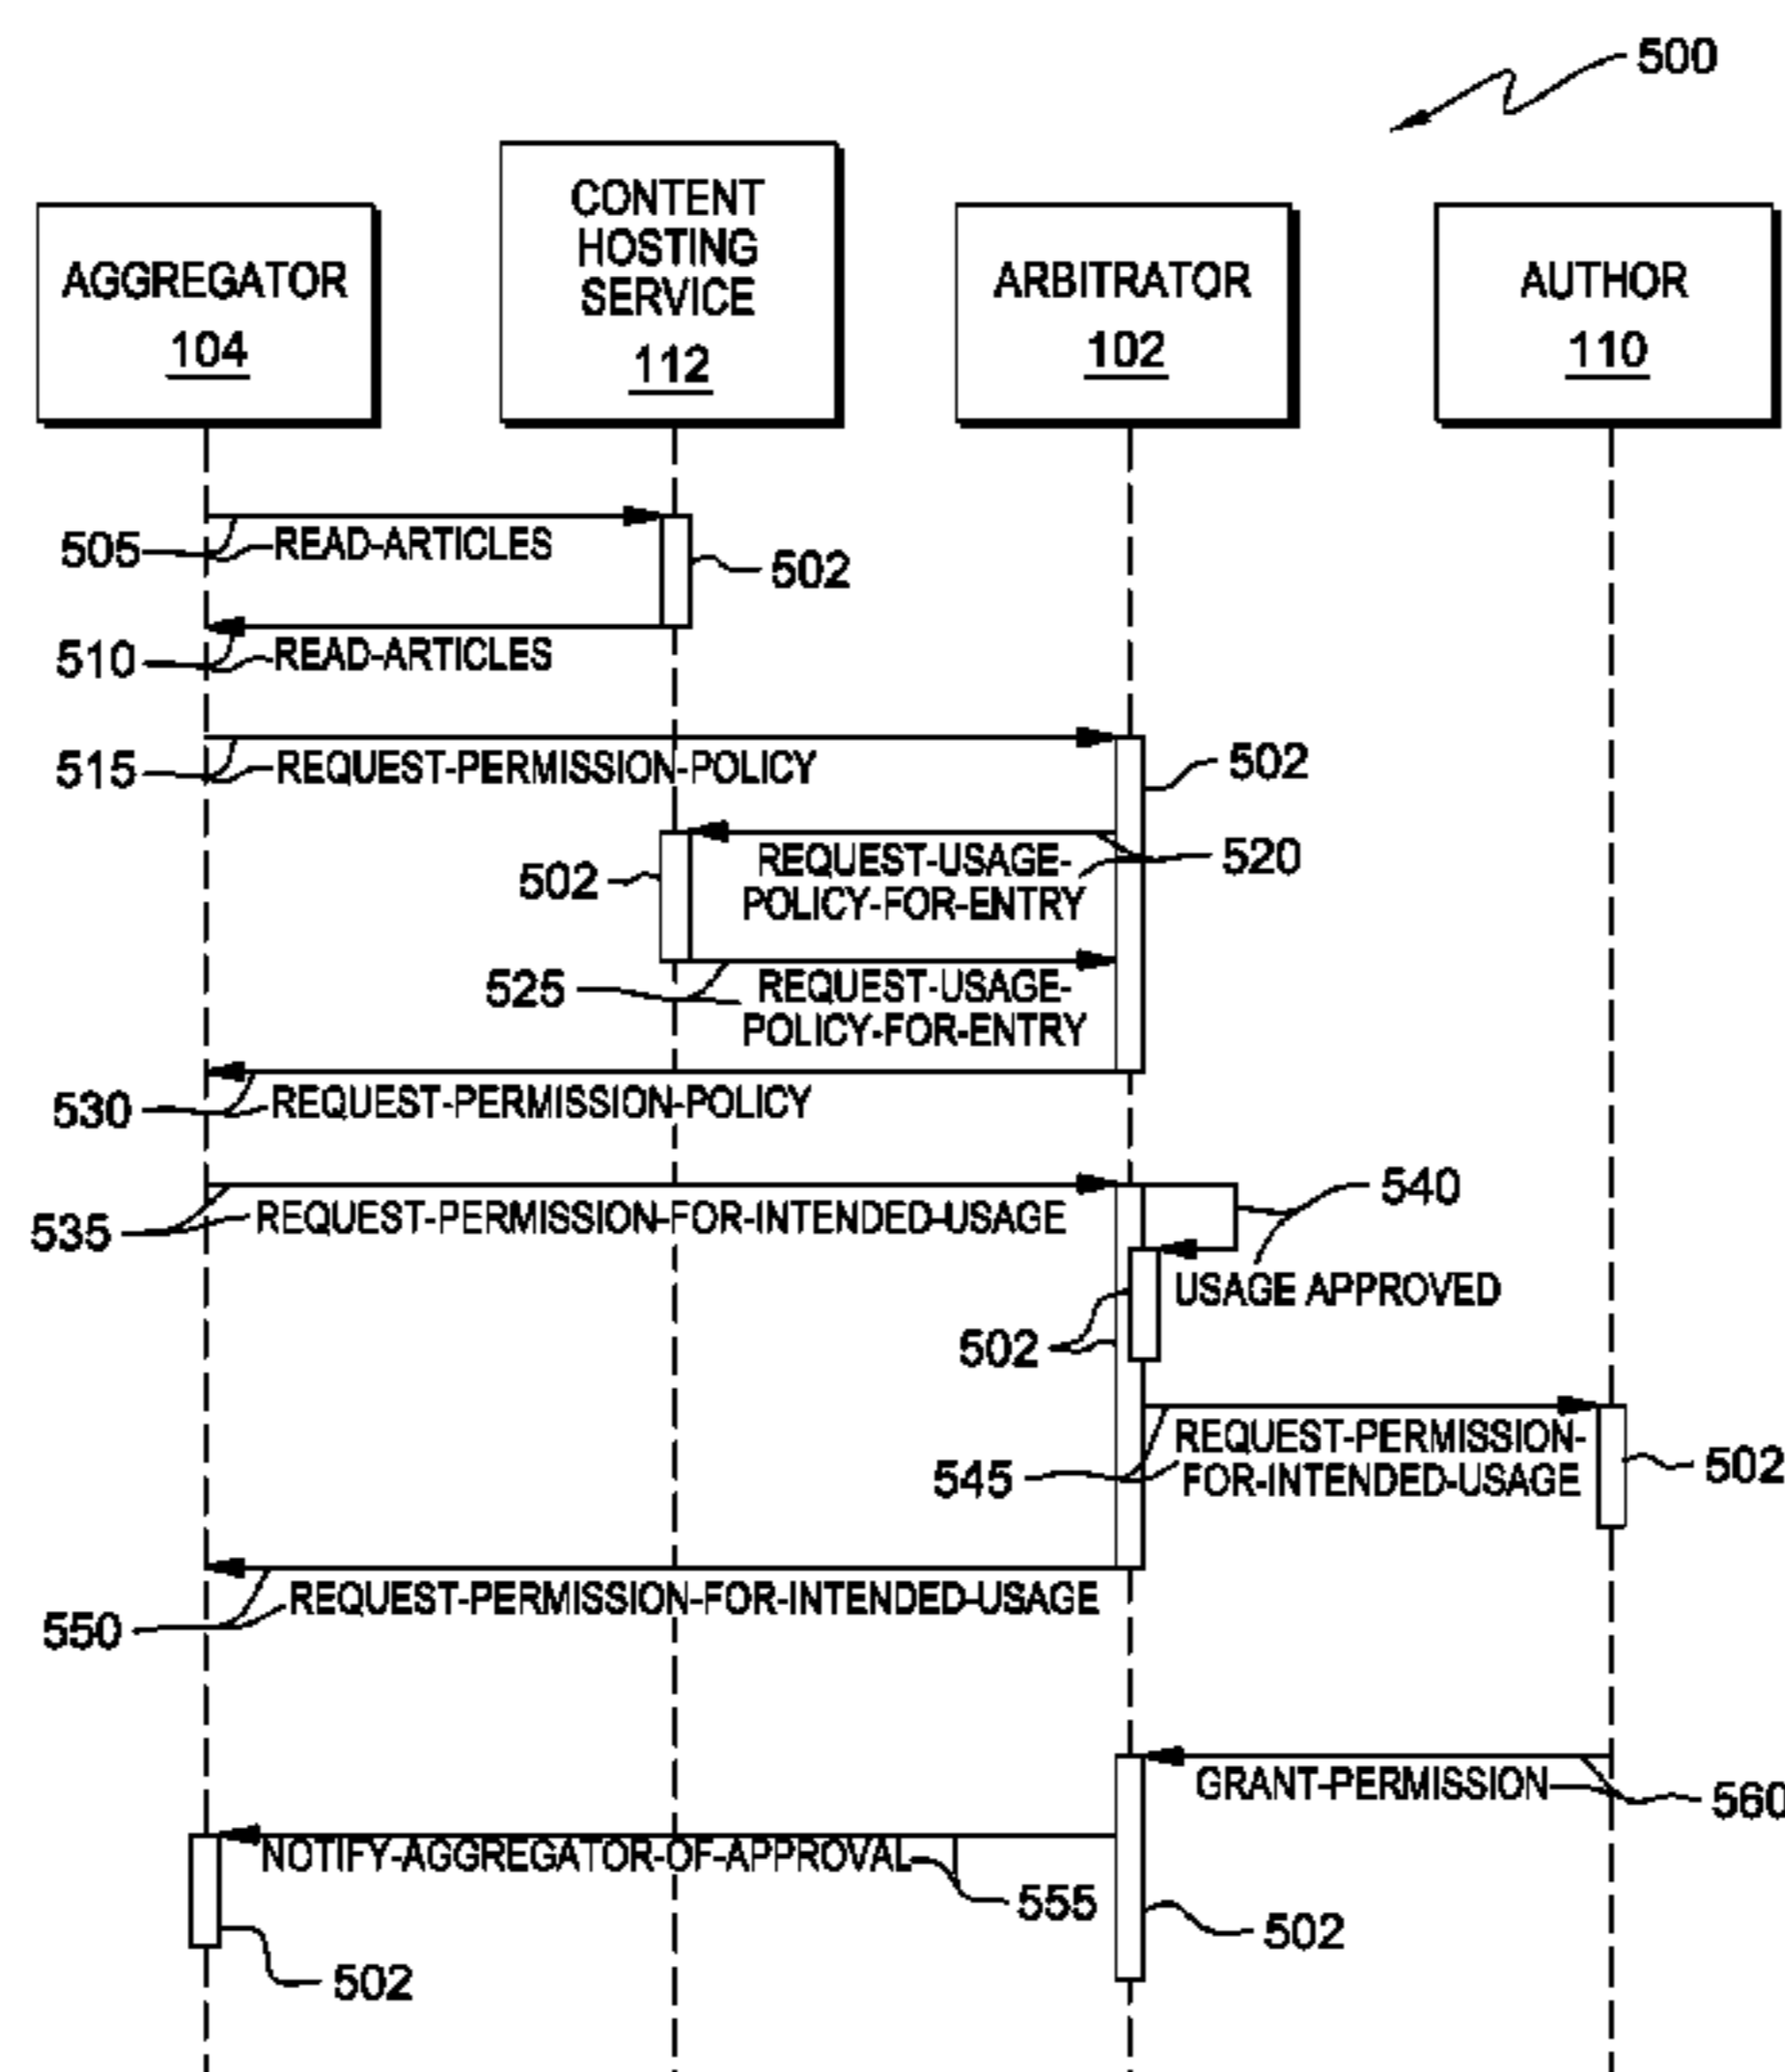 500
AGGREGATOR
104
CONTENT
HOSTING
SERVICE
112
ARBITRATOR
102
AUTHOR
110
505
READ-ARTICLES
502
510
READ-ARTICLES
515
REQUEST-PERMISSION-POLICY
502
502
REQUEST-USAGE-
POLICY-FOR-ENTRY
520
525
REQUEST-USAGE-
POLICY-FOR-ENTRY
530
REQUEST-PERMISSION-POLICY
535
REQUEST-PERMISSION-FOR-INTENDED-USAGE
540
USAGE APPROVED
502
545
REQUEST-PERMISSION-
FOR-INTENDED-USAGE
502
550
REQUEST-PERMISSION-FOR-INTENDED-USAGE
GRANT-PERMISSION
560
NOTIFY-AGGREGATOR-OF-APPROVAL
555
502
502